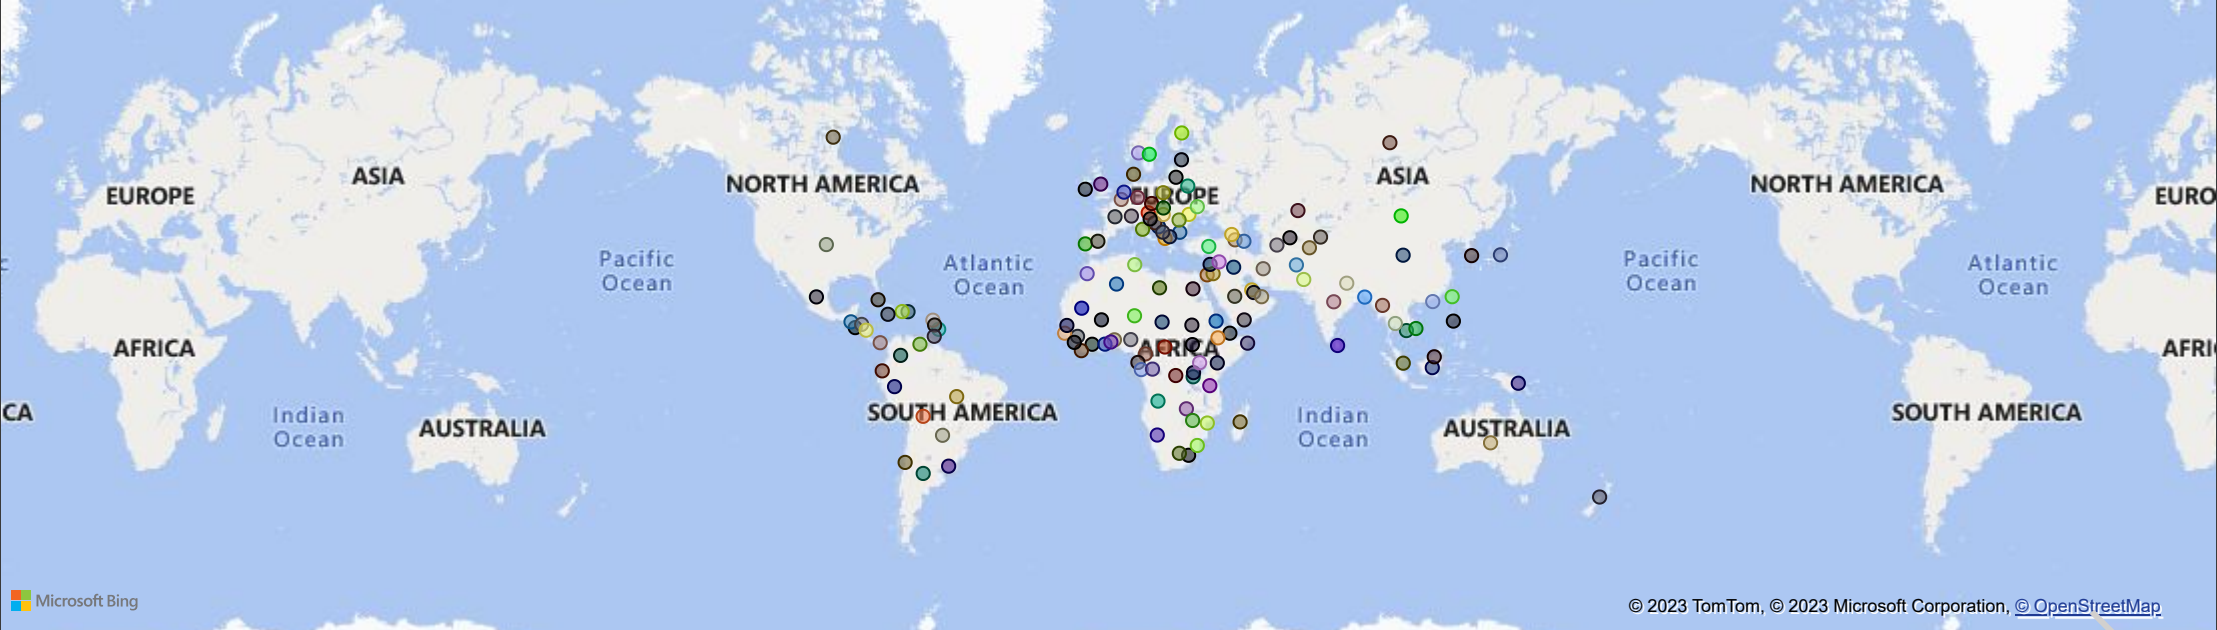 ASIA
ASIA
NORTH AMERICA
EUROPE
EUROPE
NORTH AMERICA
EURO
Pacific
Ocean
Atlantic
Ocean
Pacific
Ocean
Atlantic
Ocean
c
AFRICA
AFRICA
AFRI
CA
Indian
Ocean
AUSTRALIA
SOUTH AMERICA
Indian
Ocean
AUSTRALIA
SOUTH AMERICA
Microsoft Bing
© 2023 TomTom, © 2023 Microsoft Corporation, © OpenStreetMap